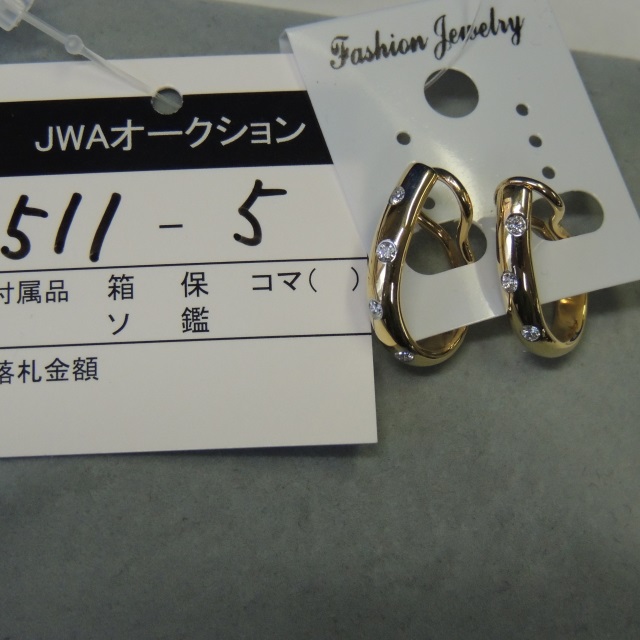 Fashion Jewelry
JWAオークション
511 - 5
付属品 箱 保 コマ( )
ソ 鑑
落札金額